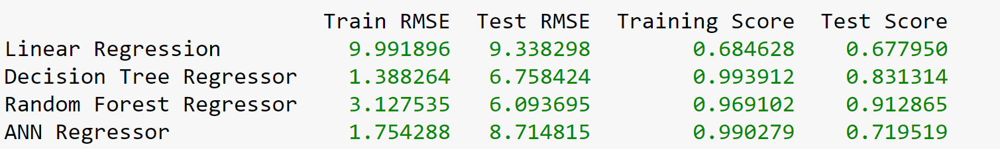 Train RMSE Test RMSE Training Score Test Score
Linear Regression 9.991896 9.338298 0.684628 0.677950
Decision Tree Regressor 1.388264 6.758424 0.993912 0.831314
Random Forest Regressor 3.127535 6.093695 0.969102 0.912865
ANN Regressor 1.754288 8.714815 0.990279 0.719519